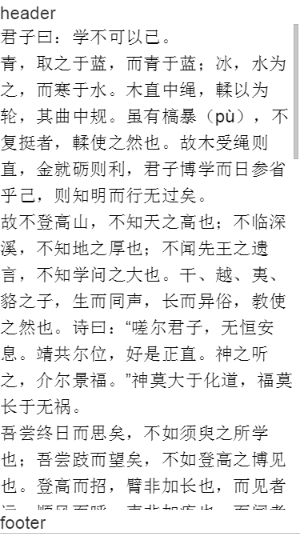 header
君子曰：学不可以已。
青，取之于蓝，而青于蓝；冰，水为
之，而寒于水。木直中绳，輮以为
轮，其曲中规。虽有槁暴（pù），不
复挺者，輮使之然也。故木受绳则
直，金就砺则利，君子博学而日参省
乎己，则知明而行无过矣。
故不登高山，不知天之高也；不临深
溪，不知地之厚也；不闻先王之遗
言，不知学问之大也。干、越、夷、
貉之子，生而同声，长而异俗，教使
之然也。诗曰：“嗟尔君子，无恒安
息。靖共尔位，好是正直。神之听
之，介尔景福。”神莫大于化道，福莫
长于无祸。
吾尝终日而思矣，不如须臾之所学
也；吾尝跂而望矣，不如登高之博见
也。登高而招，臂非加长也，而见者
footer